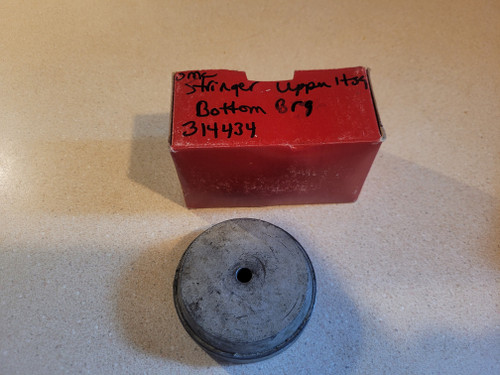 OMC
Stringer Upper Hsg
Bottom Brg
314434